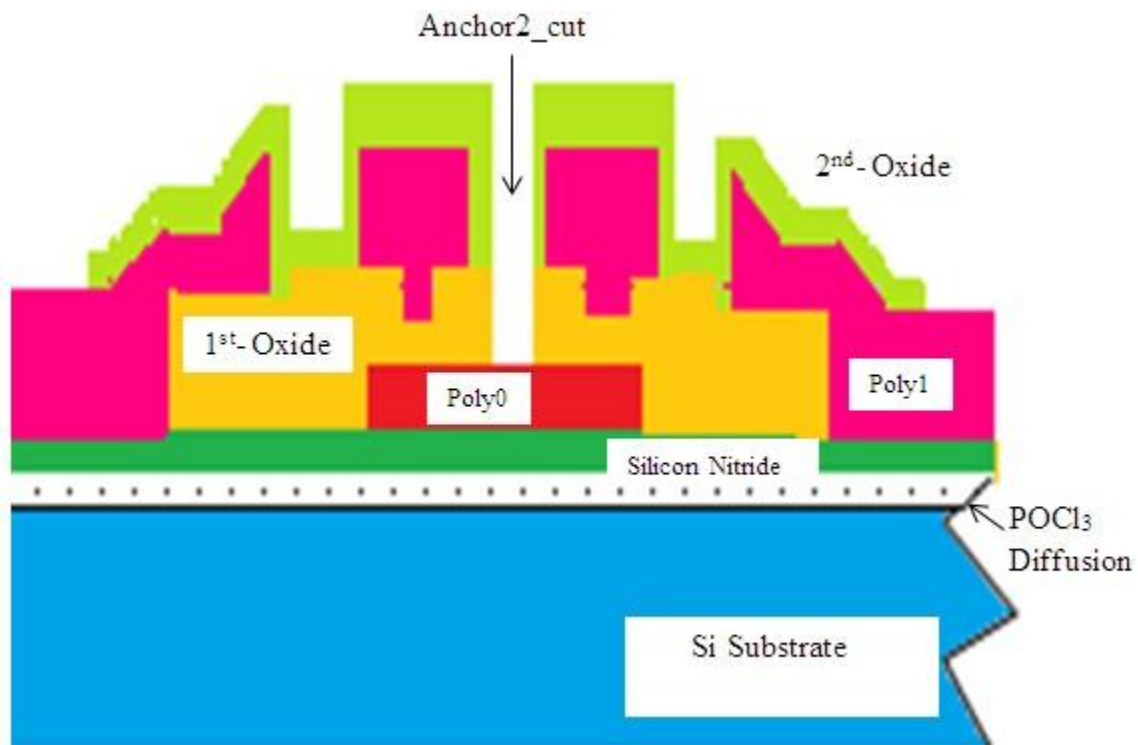 Anchor2_cut
2nd- Oxide
1st- Oxide
Poly0
Poly1
Silicon Nitride
POCl3
Diffusion
Si Substrate